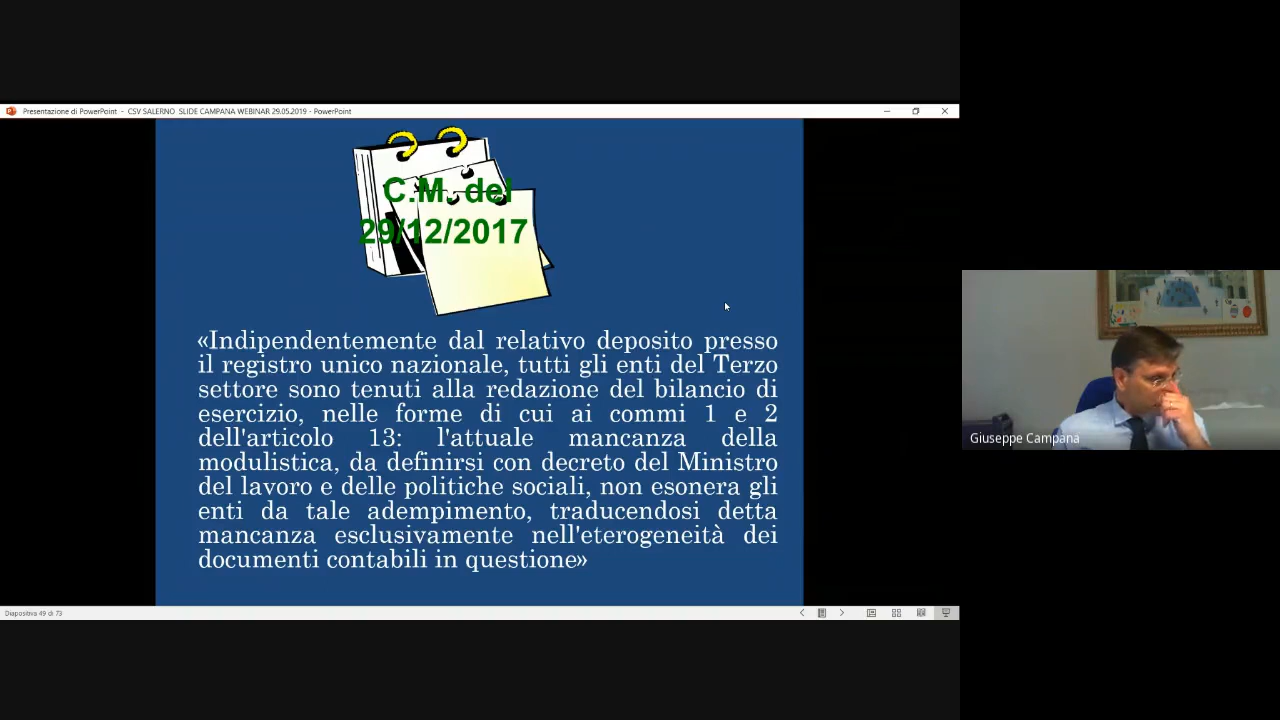 Presentazione di PowerPoint - CSV SALERNO SLIDE CAMPANA WEBINAR 29.05.2019 - PowerPoint
C.M. del
29/12/2017
«Indipendentemente dal relativo deposito presso
il registro unico nazionale, tutti gli enti del Terzo
settore sono tenuti alla redazione del bilancio di
esercizio, nelle forme di cui ai commi 1 e 2
dell'articolo 13: l'attuale mancanza della
modulistica, da definirsi con decreto del Ministro
del lavoro e delle politiche sociali, non esonera gli
enti da tale adempimento, traducendosi detta
mancanza esclusivamente nell'eterogeneità dei
documenti contabili in questione»
Giuseppe Campana
Diapositiva 49 di 73